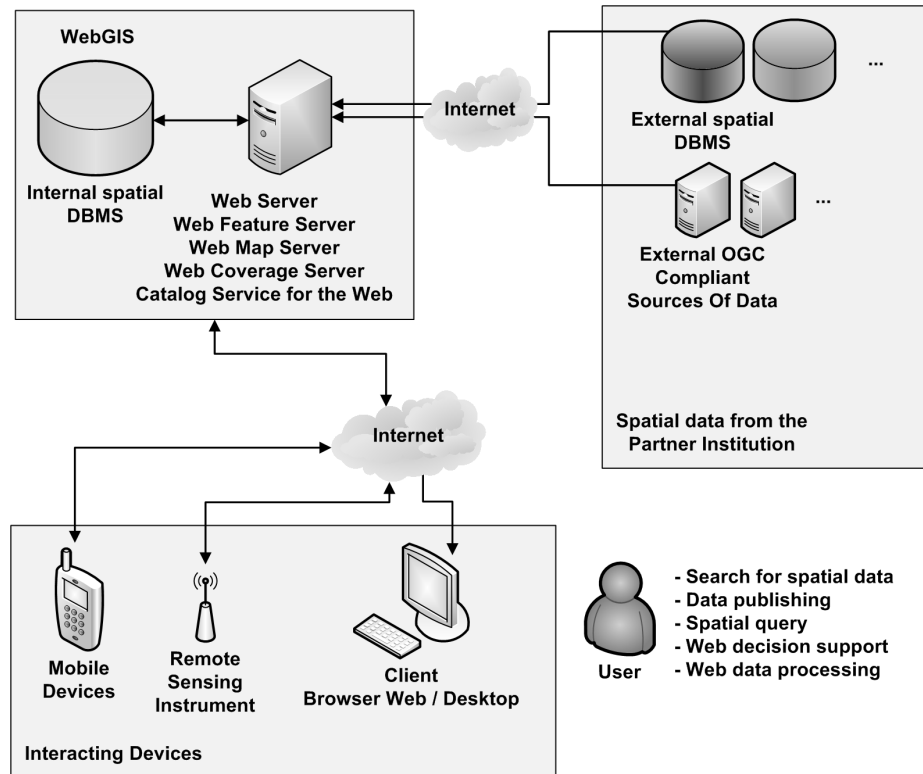 WebGIS
Internal spatial
DBMS
Web Server
Web Feature Server
Web Map Server
Web Coverage Server
Catalog Service for the Web
Internet
...
External spatial
DBMS
...
External OGC
Compliant
Sources Of Data
Spatial data from the
Partner Institution
Internet
Mobile
Devices
Remote
Sensing
Instrument
Client
Browser Web / Desktop
Interacting Devices
User
- Search for spatial data
- Data publishing
- Spatial query
- Web decision support
- Web data processing